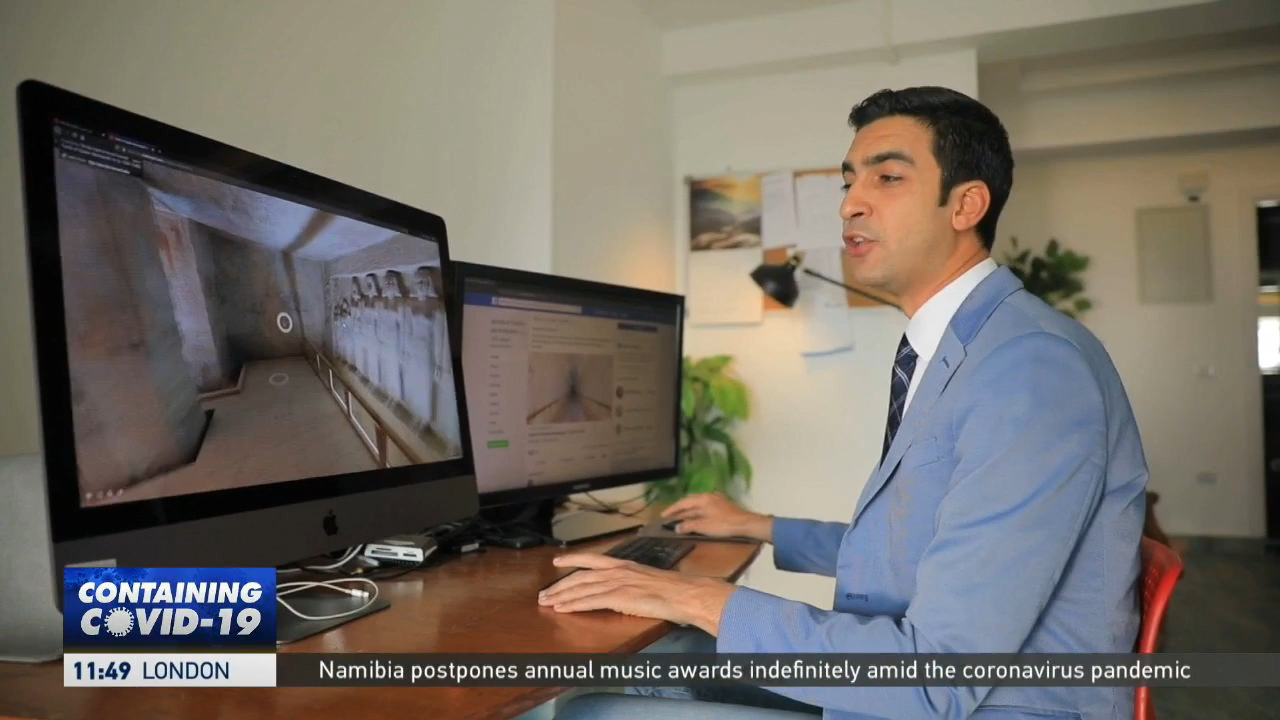 CONTAINING
COVID-19
11:49 LONDON
Namibia postpones annual music awards indefinitely amid the coronavirus pandemic